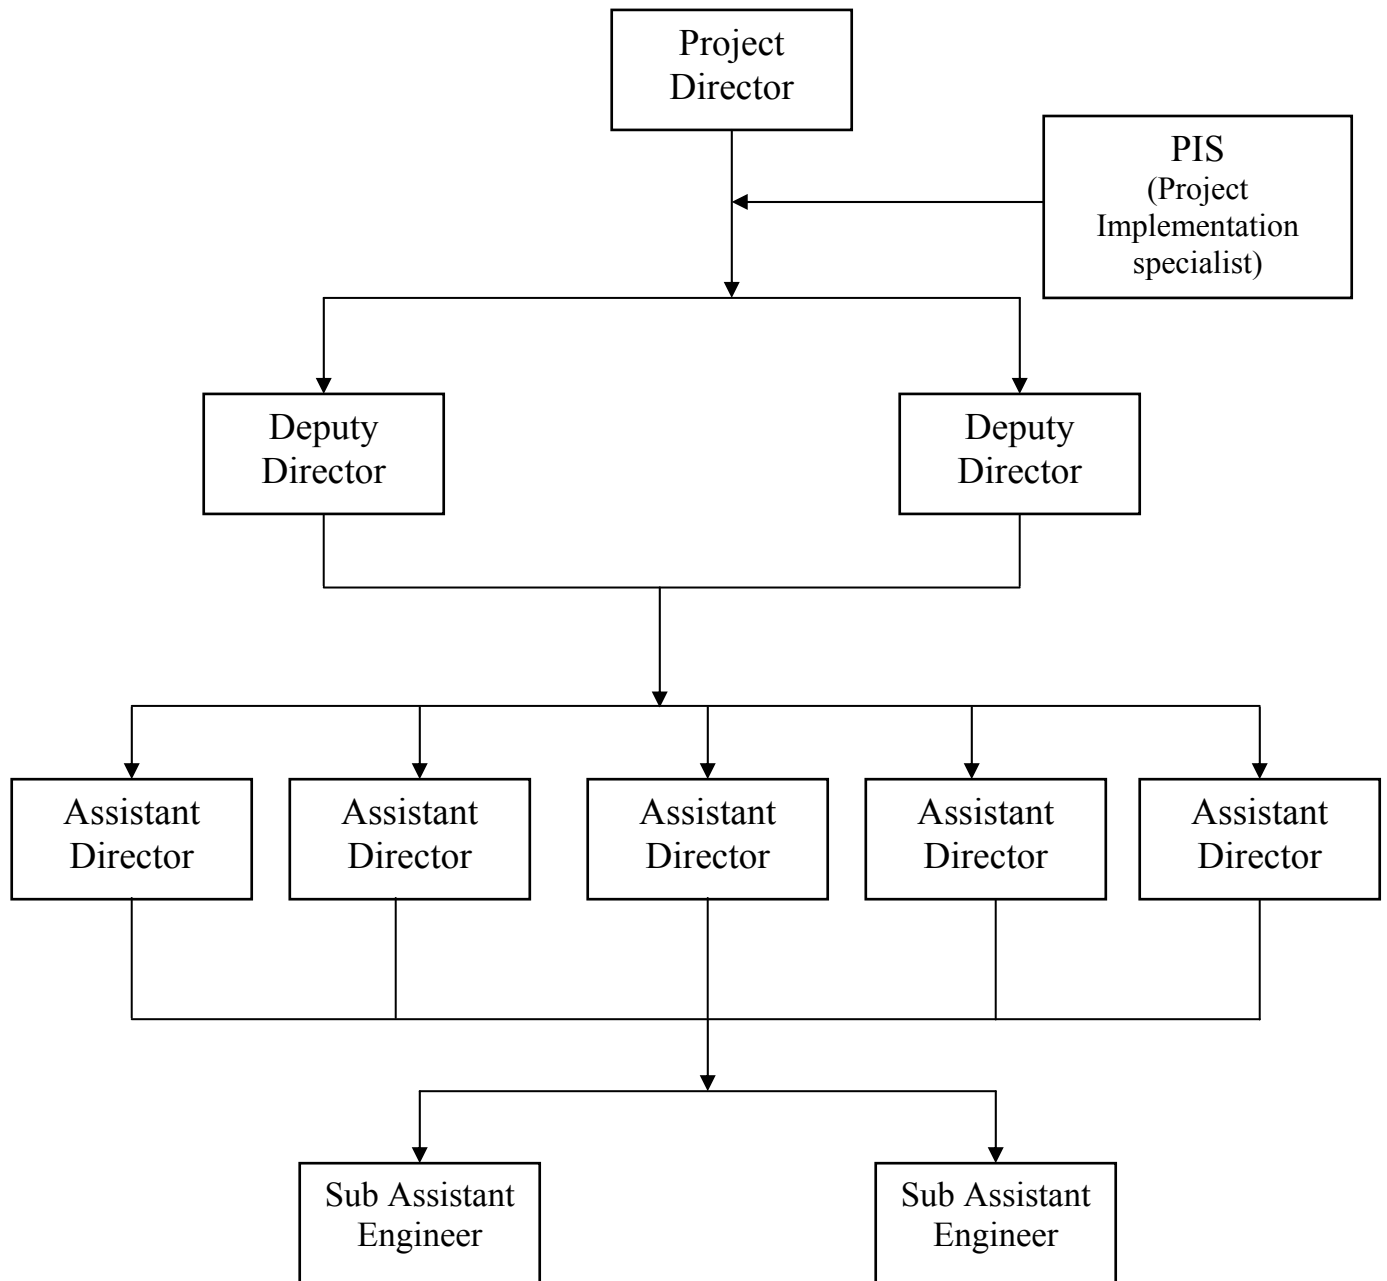 Project
Director
PIS
(Project
Implementation
specialist)
Deputy
Director
Deputy
Director
Assistant
Director
Assistant
Director
Assistant
Director
Assistant
Director
Assistant
Director
Sub Assistant
Engineer
Sub Assistant
Engineer